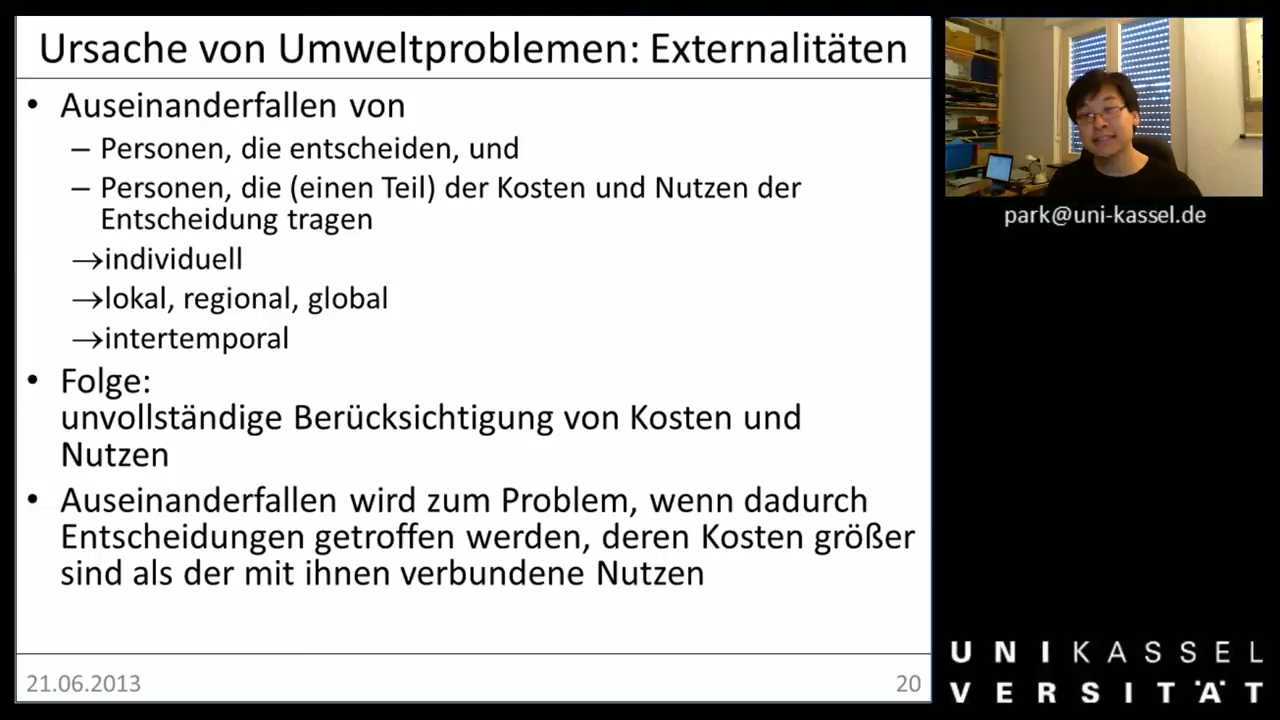 Ursache von Umweltproblemen: Externalitäten
• Auseinanderfallen von
– Personen, die entscheiden, und
– Personen, die (einen Teil) der Kosten und Nutzen der
Entscheidung tragen
→individuell
→lokal, regional, global
→intertemporal
• Folge:
unvollständige Berücksichtigung von Kosten und
Nutzen
• Auseinanderfallen wird zum Problem, wenn dadurch
Entscheidungen getroffen werden, deren Kosten größer
sind als der mit ihnen verbundene Nutzen
21.06.2013
20
park@uni-kassel.de
UNIKASSEL
VERSITÄT